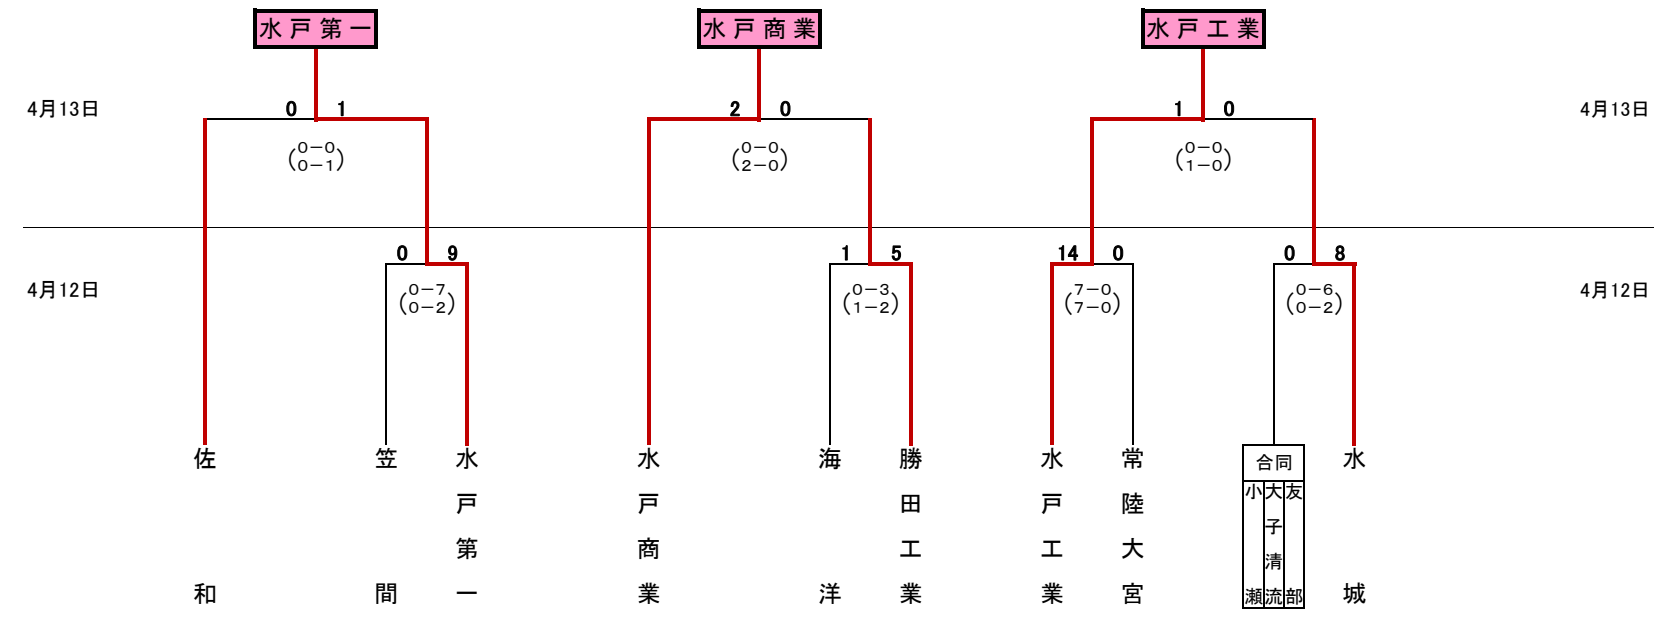 水戸第一 水戸商業 水戸工業
4月13日 0 1 2 0 1 0 4月13日
(0-0 0-1) (0-0 2-0) (0-0 1-0)
0 9 1 5 14 0 0 8
4月12日 (0-7 0-2) (0-3 1-2) (7-0 7-0) (0-6 0-2) 4月12日
佐和
笠間
水戸第一
水戸商業
海洋
勝田工業
水戸工業
常陸大宮
合同
小瀬
大子清流
友部
水城